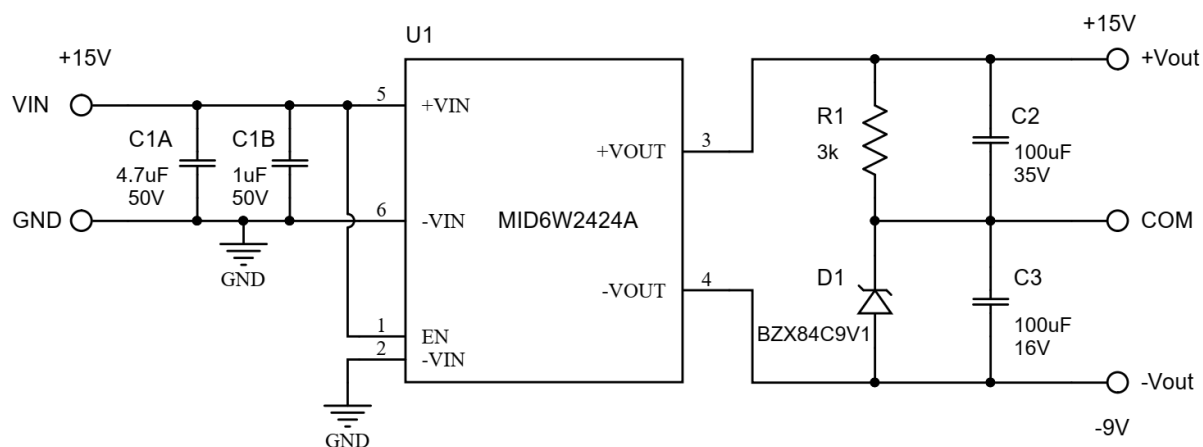 U1
+15V
+15V
+Vout
VIN
5
+VIN
C1A
C1B
R1
C2
4.7uF
50V
1uF
50V
+VOUT
3
3k
100uF
35V
GND
6
-VIN
MID6W2424A
COM
GND
-VOUT
4
D1
C3
BZX84C9V1
100uF
16V
1
EN
2
-VIN
-Vout
GND
-9V